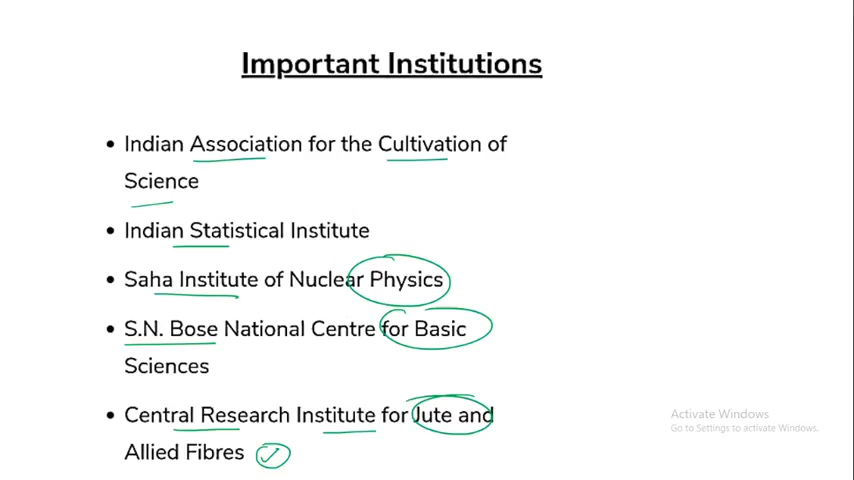 Important Institutions
• Indian Association for the Cultivation of
Science
• Indian Statistical Institute
• Saha Institute of Nuclear Physics
• S.N. Bose National Centre for Basic
Sciences
• Central Research Institute for Jute and
Allied Fibres
Activate Windows
Go to Settings to activate Windows.